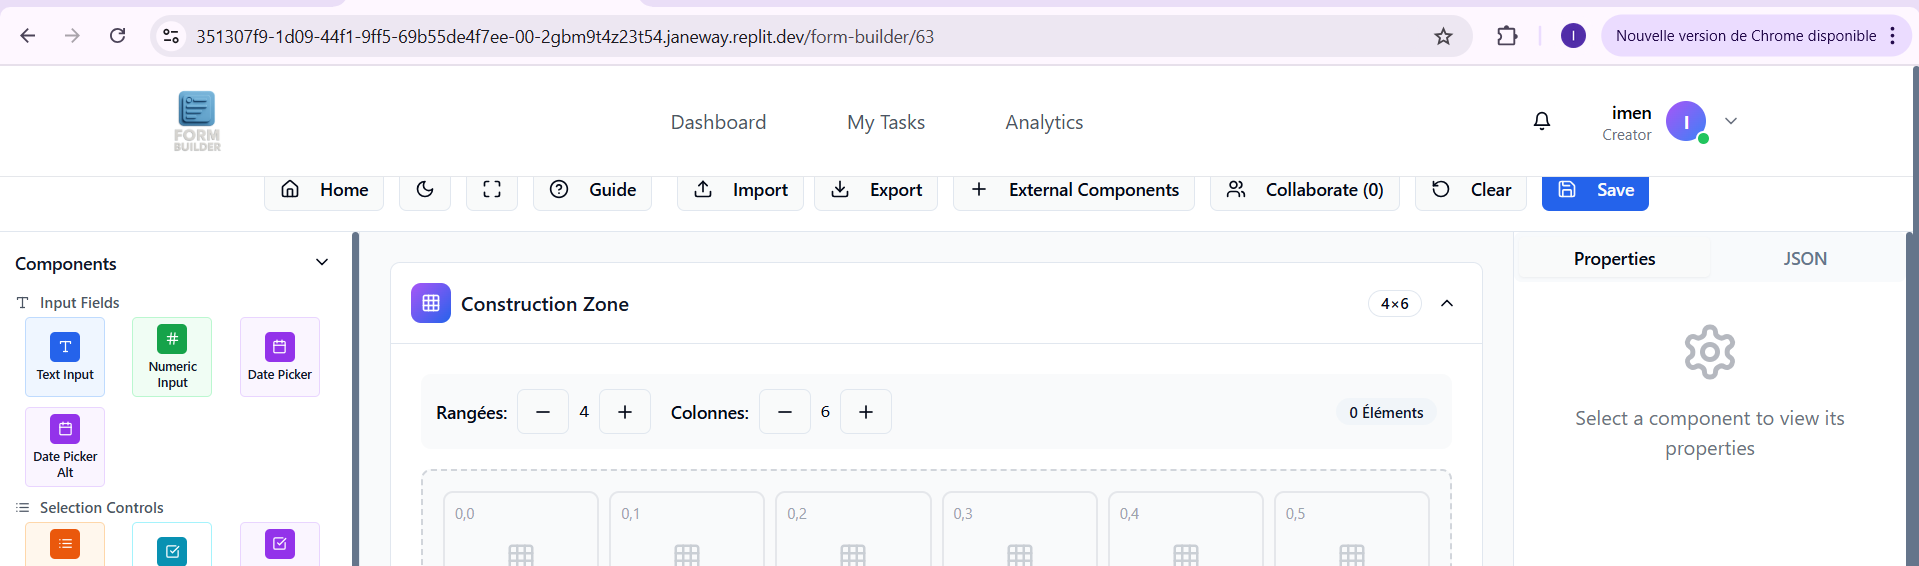 351307f9-1d09-44f1-9ff5-69b55de4f7ee-00-2gbm9t4z23t54.janeway.replit.dev/form-builder/63
I
Nouvelle version de Chrome disponible
FORM
BUILDER
Dashboard
My Tasks
Analytics
imen
Creator
I
Home
Guide
Import
Export
External Components
Collaborate (0)
Clear
Save
Components
Input Fields
Text Input
Numeric
Input
Date Picker
Date Picker
Alt
Selection Controls
Construction Zone
4×6
Rangées:
4
Colonnes:
6
0 Éléments
0,0
0,1
0,2
0,3
0,4
0,5
Properties
JSON
Select a component to view its
properties